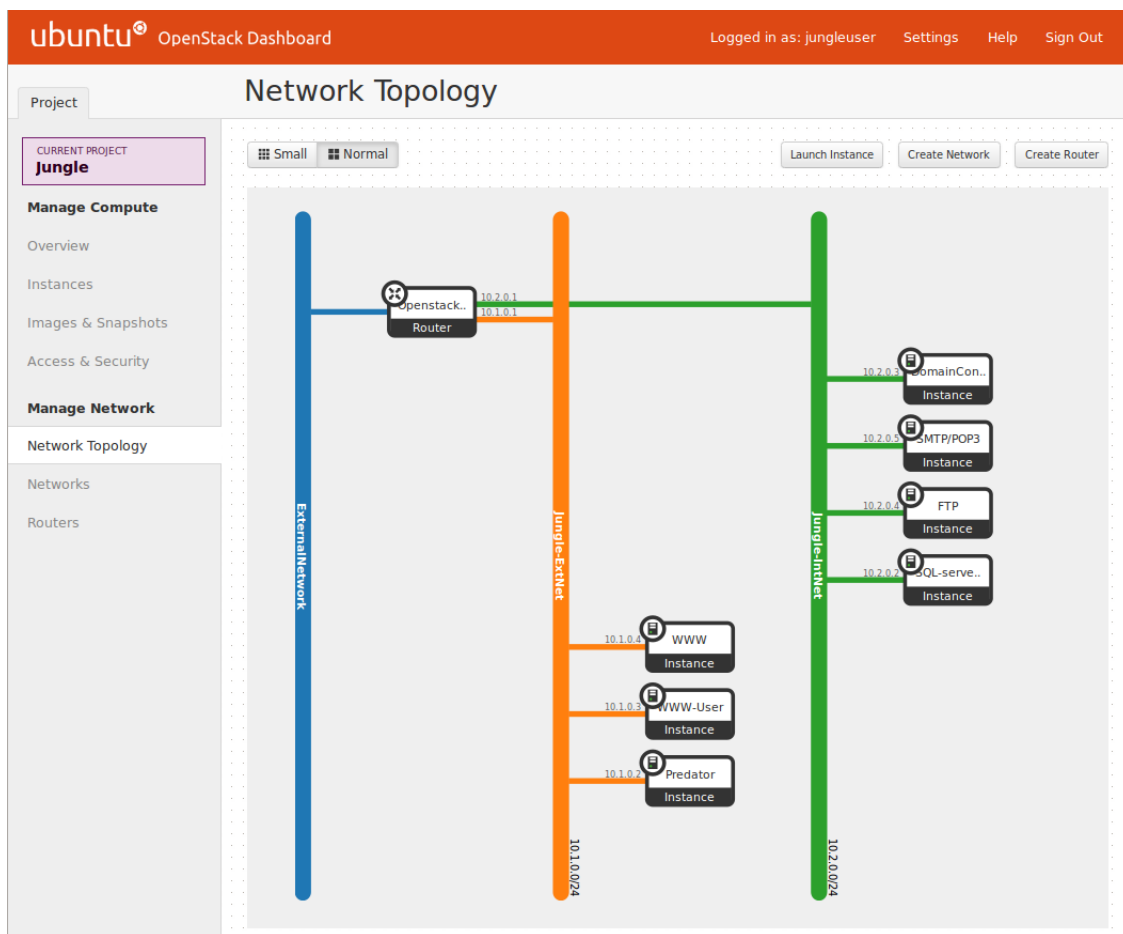 ubuntu® OpenStack Dashboard
Logged in as: jungleuser Settings Help Sign Out
Project
Network Topology
CURRENT PROJECT
Jungle
Manage Compute
Overview
Instances
Images & Snapshots
Access & Security
Manage Network
Network Topology
Networks
Routers
Small Normal
Launch Instance Create Network Create Router
ExternalNetwork
Openstack..
Router
10.2.0.1
10.1.0.1
Jungle-ExtNet
10.1.0.0/24
10.1.0.4
WWW
Instance
10.1.0.3
WWW-User
Instance
10.1.0.2
Predator
Instance
Jungle-IntNet
10.2.0.0/24
10.2.0.3
DomainCon..
Instance
10.2.0.5
SMTP/POP3
Instance
10.2.0.4
FTP
Instance
10.2.0.2
SQL-serve..
Instance